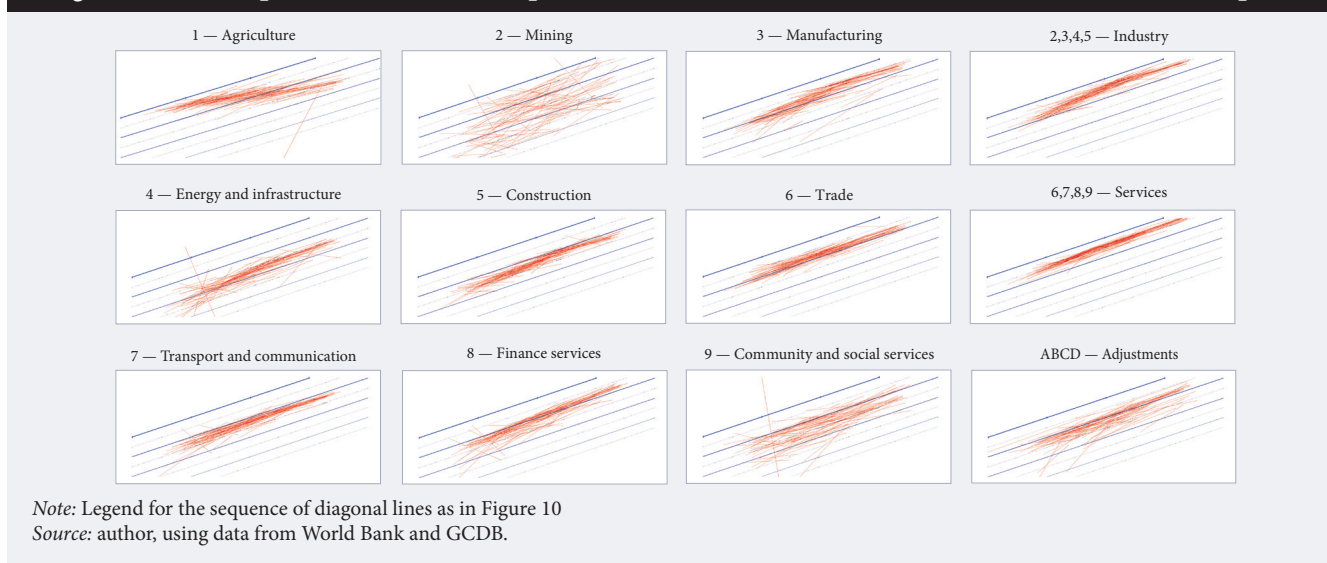 1 — Agriculture
2 — Mining
3 — Manufacturing
2,3,4,5 — Industry
4 — Energy and infrastructure
5 — Construction
6 — Trade
6,7,8,9 — Services
7 — Transport and communication
8 — Finance services
9 — Community and social services
ABCD — Adjustments
Note: Legend for the sequence of diagonal lines as in Figure 10
Source: author, using data from World Bank and GCDB.